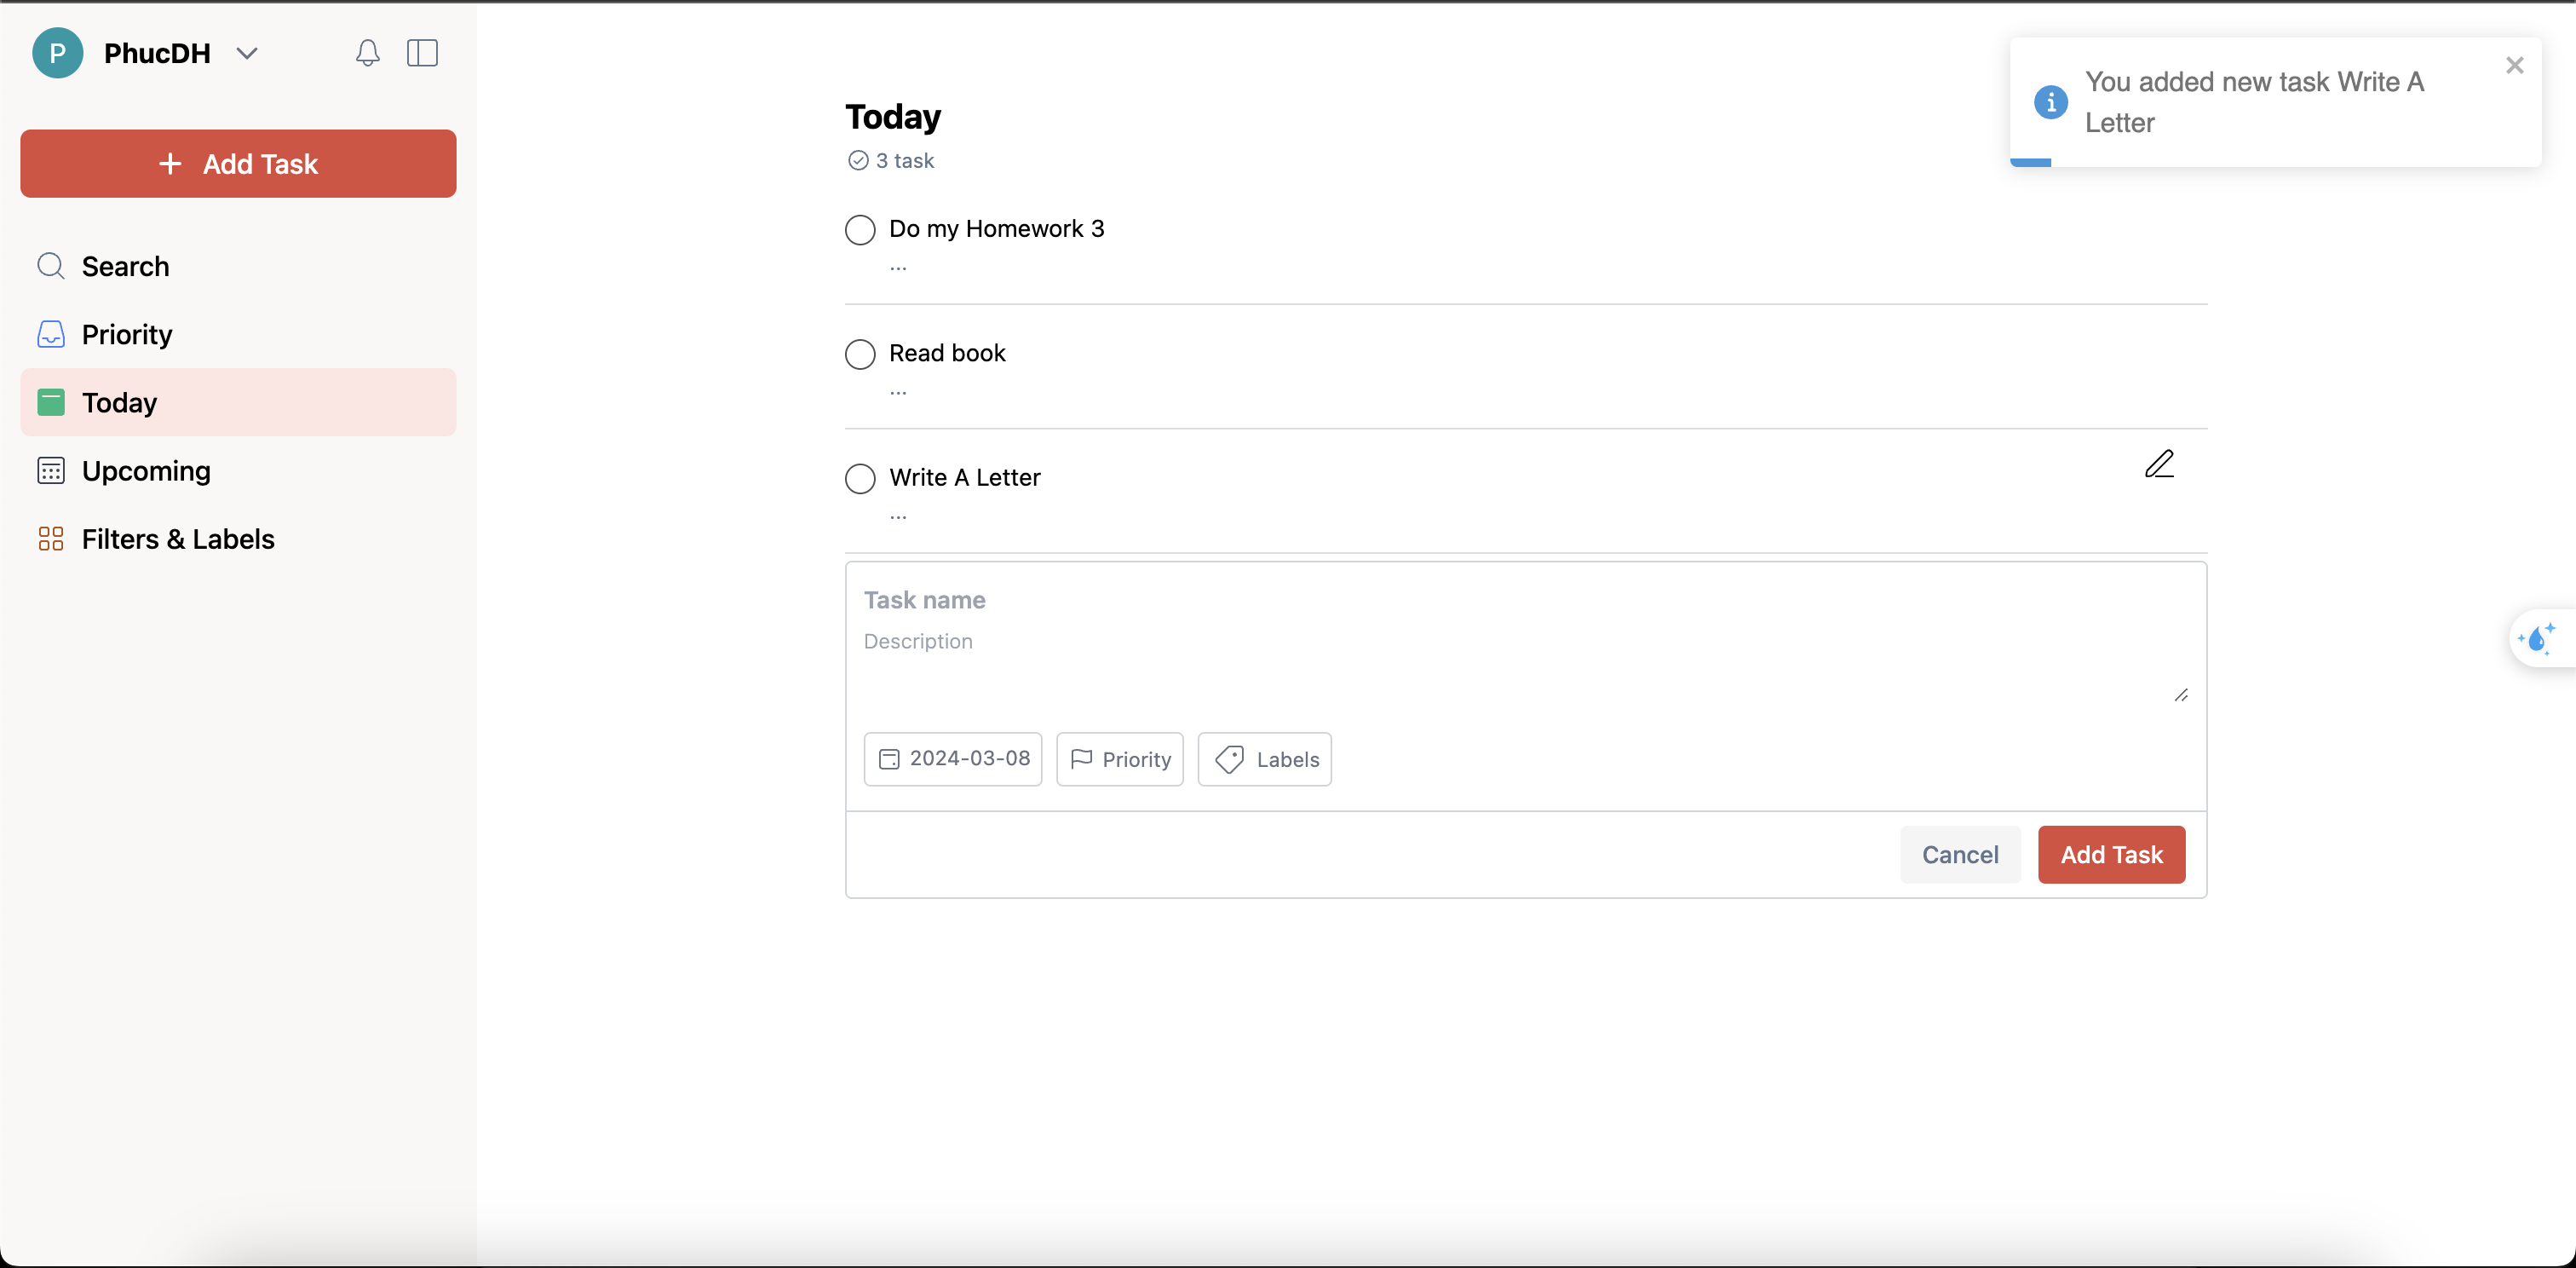 P PhucDH
+ Add Task
Search
Priority
Today
Upcoming
Filters & Labels
Today
3 task
Do my Homework 3
...
Read book
...
Write A Letter
...
Task name
Description
2024-03-08 Priority Labels
Cancel Add Task
You added new task Write A
Letter